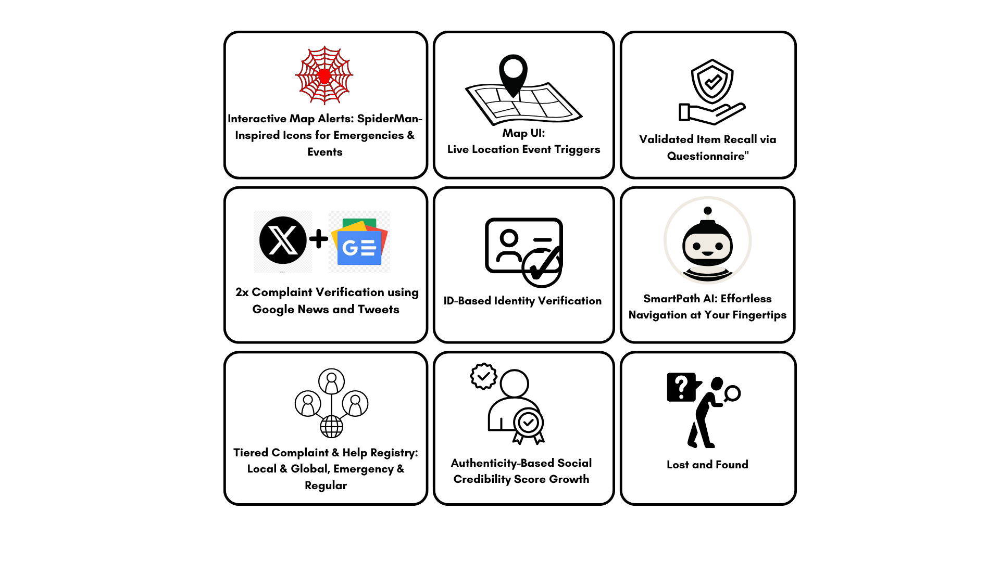 Interactive Map Alerts: SpiderMan-
Inspired Icons for Emergencies &
Events
Map UI:
Live Location Event Triggers
Validated Item Recall via
Questionnaire"
X
+
GE
2x Complaint Verification using
Google News and Tweets
ID-Based Identity Verification
SmartPath AI: Effortless
Navigation at Your Fingertips
Tiered Complaint & Help Registry:
Local & Global, Emergency &
Regular
Authenticity-Based Social
Credibility Score Growth
?
Lost and Found